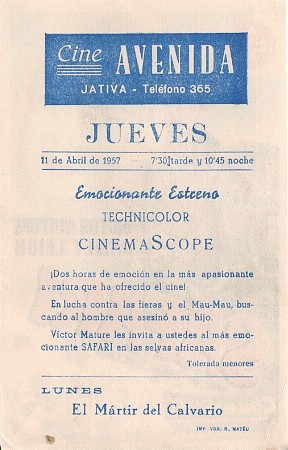 Cine AVENIDA
JATIVA - Teléfono 365
JUEVES
11 de Abril de 1957 7'30 tarde y 10'45 noche
Emocionante Estreno
TECHNICOLOR
CINEMASCOPE
¡Dos horas de emoción en la más apasionante
aventura que ha ofrecido el cine!
En lucha contra las fieras y el Mau-Mau, bus-
cando al hombre que asesinó a su hijo.
Víctor Mature les invita a ustedes al más emo-
cionante SAFARI en las selvas africanas.
Tolerada menores
LUNES
El Mártir del Calvario
IMP. VDA. R. MATÉU